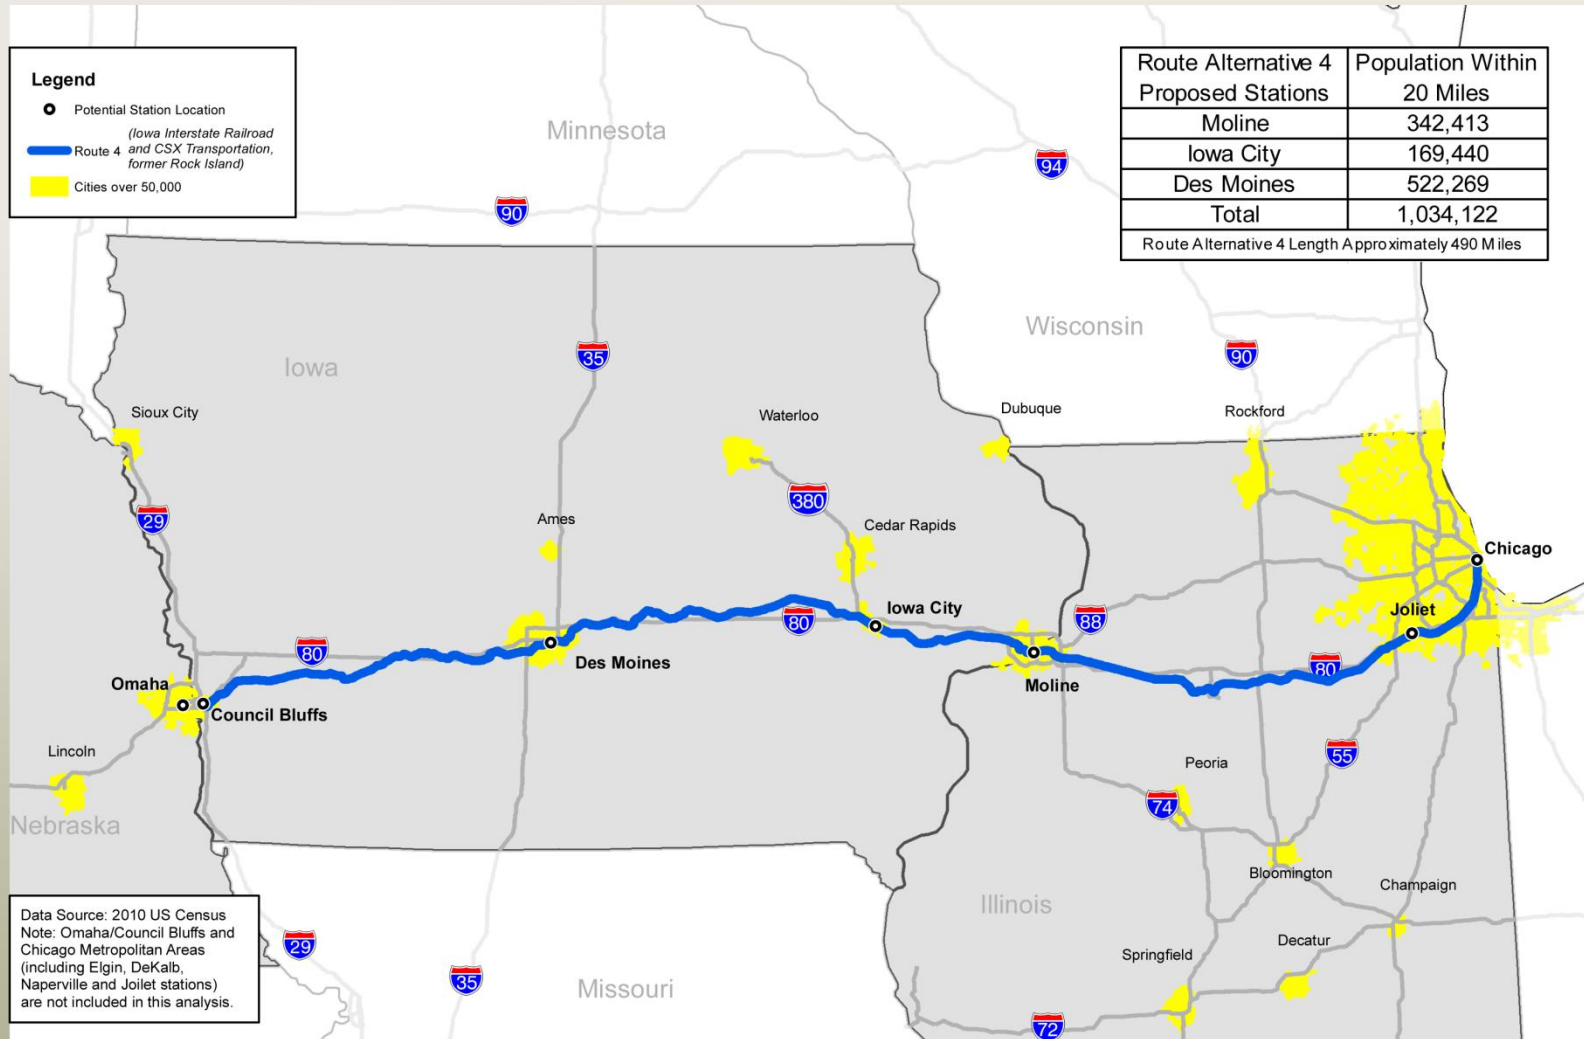 Legend
Potential Station Location
Route 4 (Iowa Interstate Railroad
and CSX Transportation,
former Rock Island)
Cities over 50,000
Route Alternative 4 Population Within
Proposed Stations 20 Miles
Moline 342,413
Iowa City 169,440
Des Moines 522,269
Total 1,034,122
Route Alternative 4 Length Approximately 490 Miles
Minnesota
94
90
Wisconsin
90
35
Iowa
Sioux City
Waterloo
Dubuque
Rockford
380
29
Ames
Cedar Rapids
Chicago
Iowa City
Joliet
80
88
80
Des Moines
80
Omaha
Moline
Council Bluffs
Lincoln
55
Peoria
74
Nebraska
Bloomington
Champaign
Illinois
Data Source: 2010 US Census
Note: Omaha/Council Bluffs and
Chicago Metropolitan Areas
(including Elgin, DeKalb,
Naperville and Joilet stations)
are not included in this analysis.
29
35
Missouri
Springfield
Decatur
72